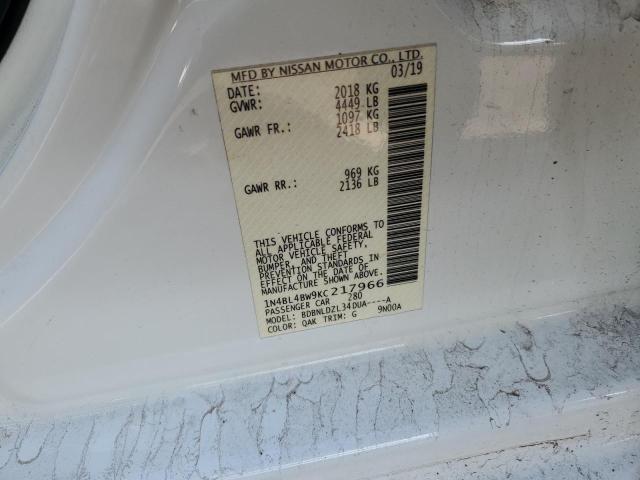 MFD BY NISSAN MOTOR CO., LTD.
DATE: 03/19
GVWR: 2018 KG
4449 LB
GAWR FR.: 1097 KG
2418 LB
GAWR RR.: 969 KG
2136 LB
THIS VEHICLE CONFORMS TO
ALL APPLICABLE FEDERAL
MOTOR VEHICLE SAFETY,
BUMPER, AND THEFT
PREVENTION STANDARDS IN
EFFECT ON THE DATE OF
MANUFACTURE SHOWN ABOVE.
1N4BL4BW9KC217966
PASSENGER CAR 280
MODEL: BDBNLDZL34DUA----A
COLOR: QAK TRIM: G 9N00A